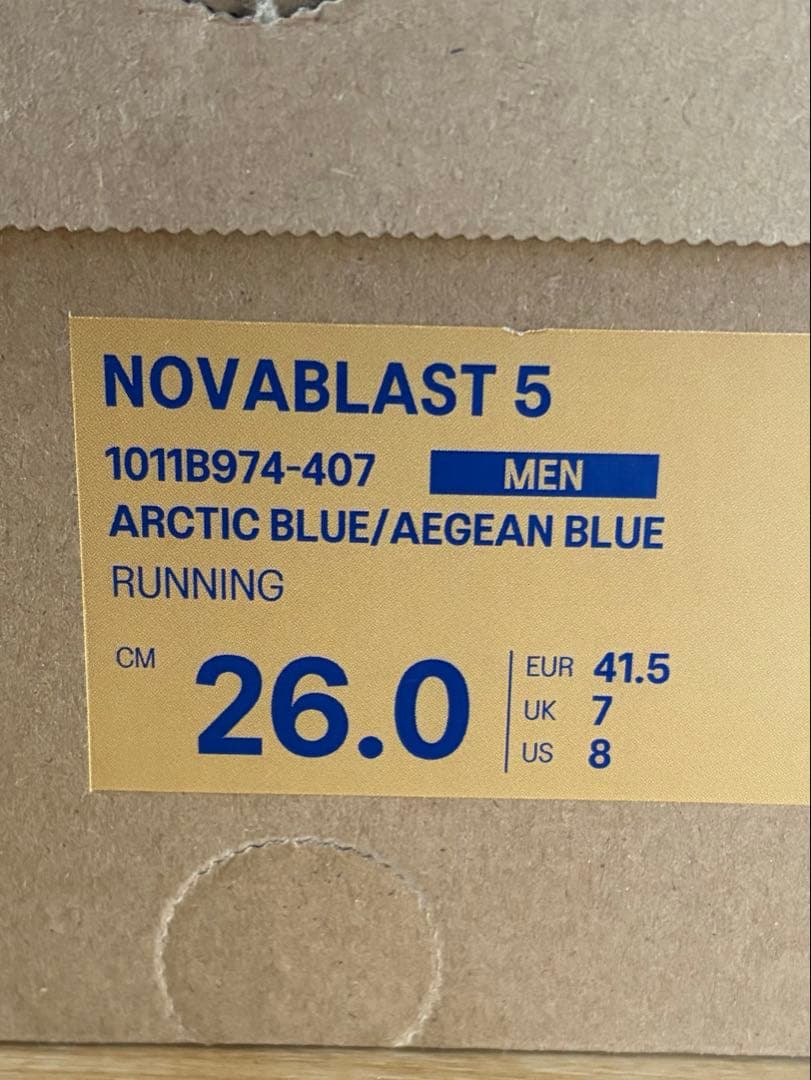 NOVABLAST 5
1011B974-407 MEN
ARCTIC BLUE/AEGEAN BLUE
RUNNING
CM 26.0
EUR 41.5
UK 7
US 8